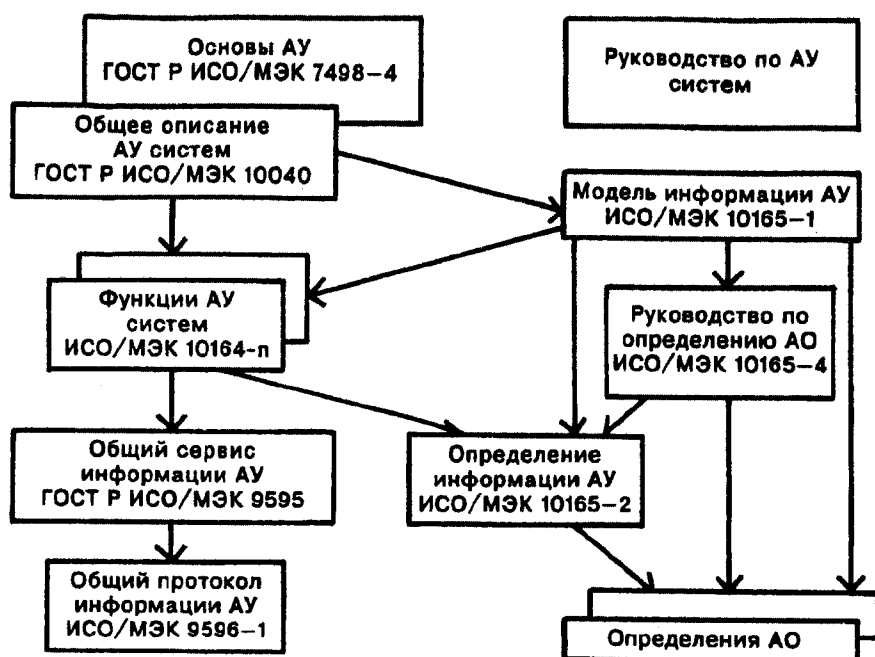 Основы АУ
ГОСТ Р ИСО/МЭК 7498–4
Руководство по АУ
систем
Общее описание
АУ систем
ГОСТ Р ИСО/МЭК 10040
Модель информации АУ
ИСО/МЭК 10165–1
Функции АУ
систем
ИСО/МЭК 10164-п
Руководство по
определению АО
ИСО/МЭК 10165–4
Общий сервис
информации АУ
ГОСТ Р ИСО/МЭК 9595
Определение
информации АУ
ИСО/МЭК 10165–2
Общий протокол
информации АУ
ИСО/МЭК 9596–1
Определения АО